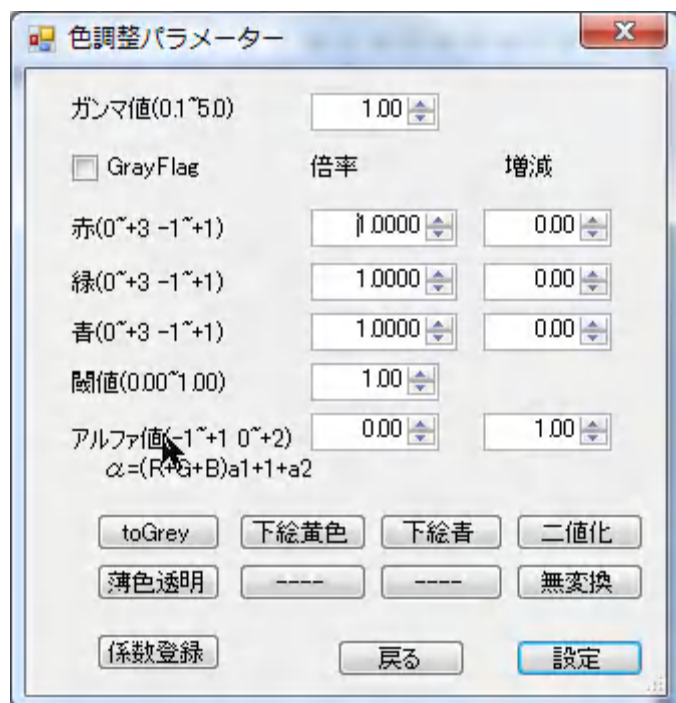 色調整パラメーター
ガンマ値(0.1~5.0) 1.00
GrayFlag 倍率 増減
赤(0~+3 -1~+1) 1.0000 0.00
緑(0~+3 -1~+1) 1.0000 0.00
青(0~+3 -1~+1) 1.0000 0.00
閾値(0.00~1.00) 1.00
アルファ値(-1~+1 0~+2) 0.00 1.00
α=(R+G+B)a1+1+a2
toGrey 下絵黄色 下絵青 二値化
薄色透明 ---- ---- 無変換
係数登録 戻る 設定